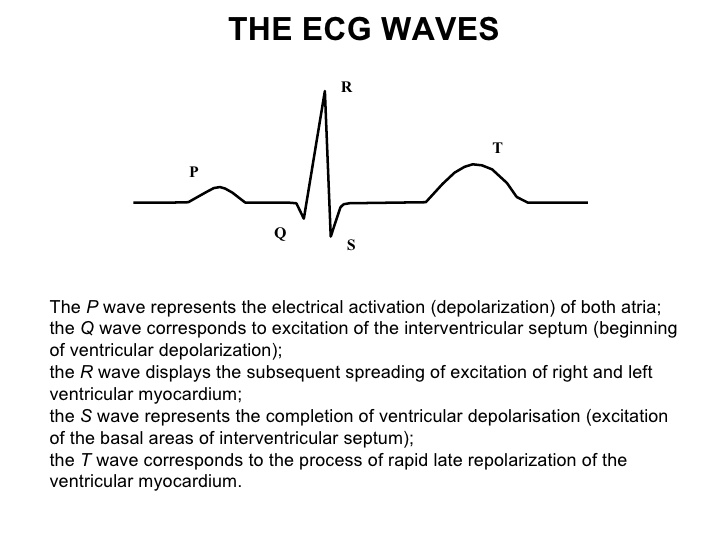 THE ECG WAVES
R
T
P
Q
S
The P wave represents the electrical activation (depolarization) of both atria;
the Q wave corresponds to excitation of the interventricular septum (beginning
of ventricular depolarization);
the R wave displays the subsequent spreading of excitation of right and left
ventricular myocardium;
the S wave represents the completion of ventricular depolarisation (excitation
of the basal areas of interventricular septum);
the T wave corresponds to the process of rapid late repolarization of the
ventricular myocardium.